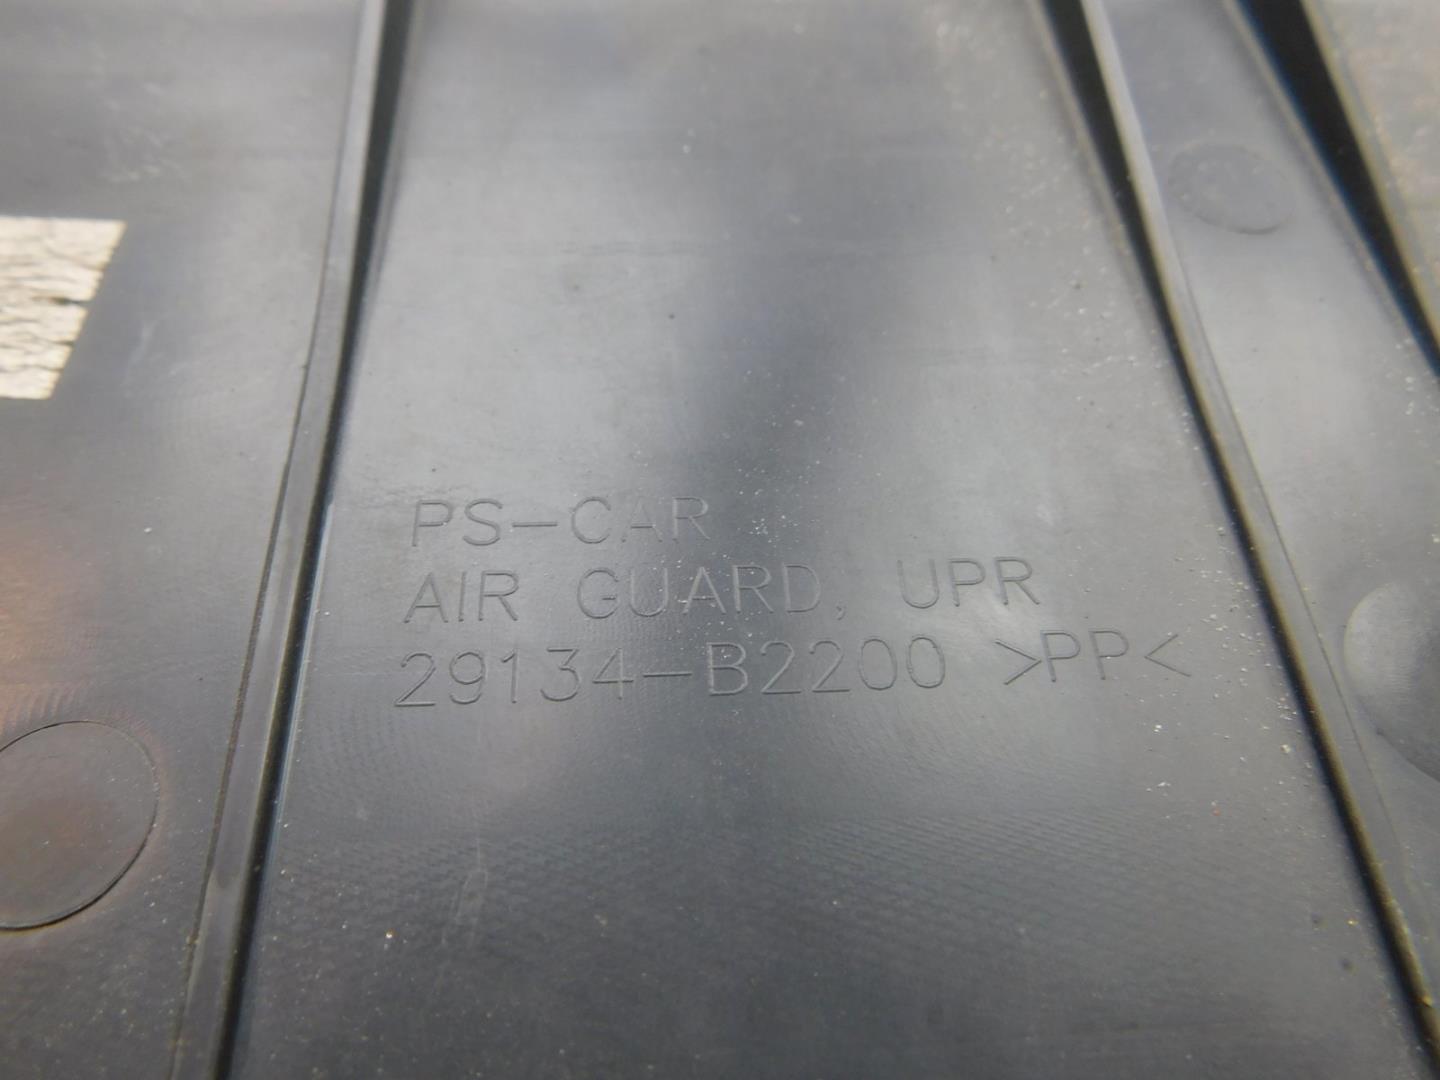 PS-CAR
AIR GUARD, UPR
29134-B2200 >PP<